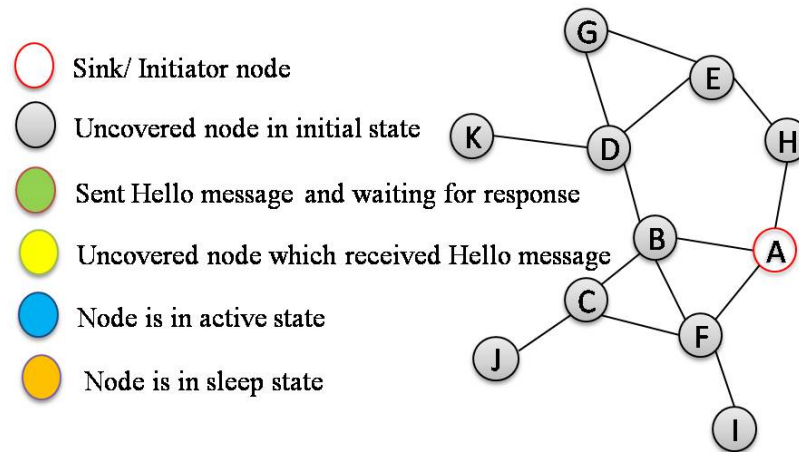 Sink/ Initiator node
Uncovered node in initial state
Sent Hello message and waiting for response
Uncovered node which received Hello message
Node is in active state
Node is in sleep state
G
E
K
D
H
B
A
C
F
J
I